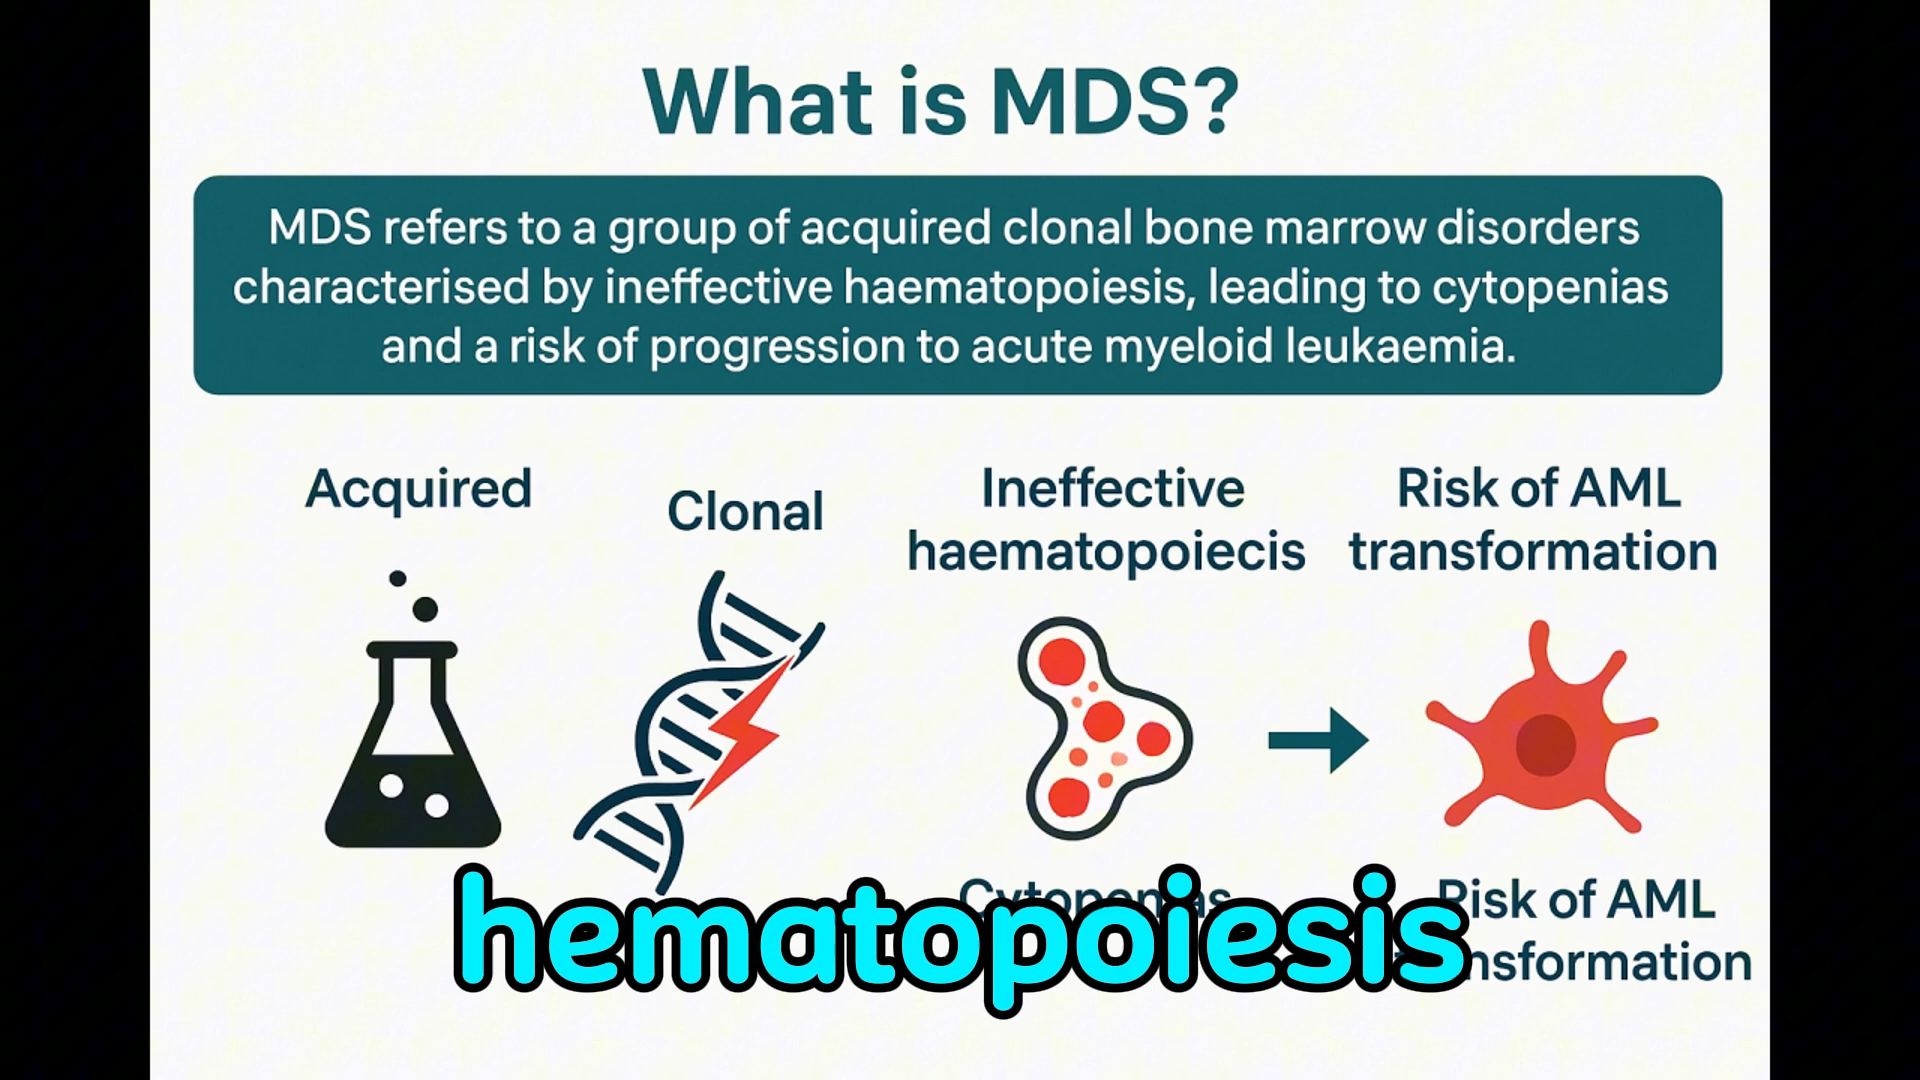 What is MDS?
MDS refers to a group of acquired clonal bone marrow disorders
characterised by ineffective haematopoiesis, leading to cytopenias
and a risk of progression to acute myeloid leukaemia.
Acquired
Clonal
Ineffective
haematopoiecis
Risk of AML
transformation
Cytopenias
Risk of AML
transformation
hematopoiesis